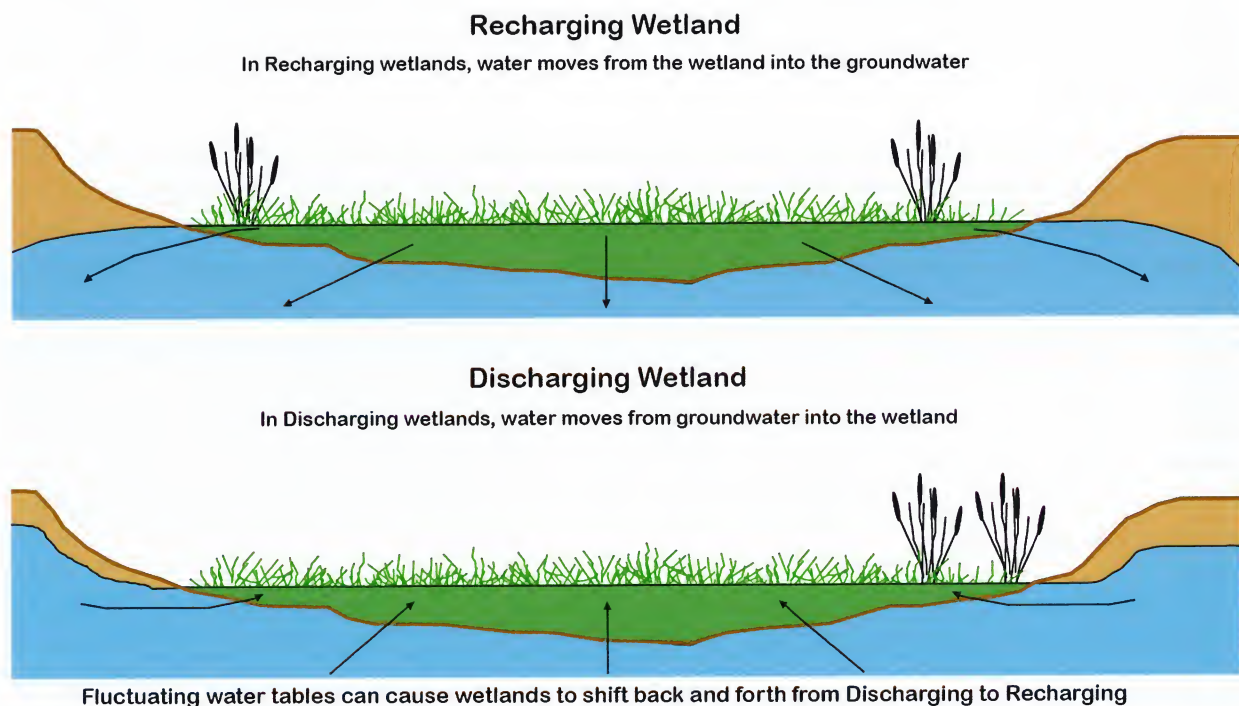 Recharging Wetland
In Recharging wetlands, water moves from the wetland into the groundwater
Discharging Wetland
In Discharging wetlands, water moves from groundwater into the wetland
Fluctuating water tables can cause wetlands to shift back and forth from Discharging to Recharging